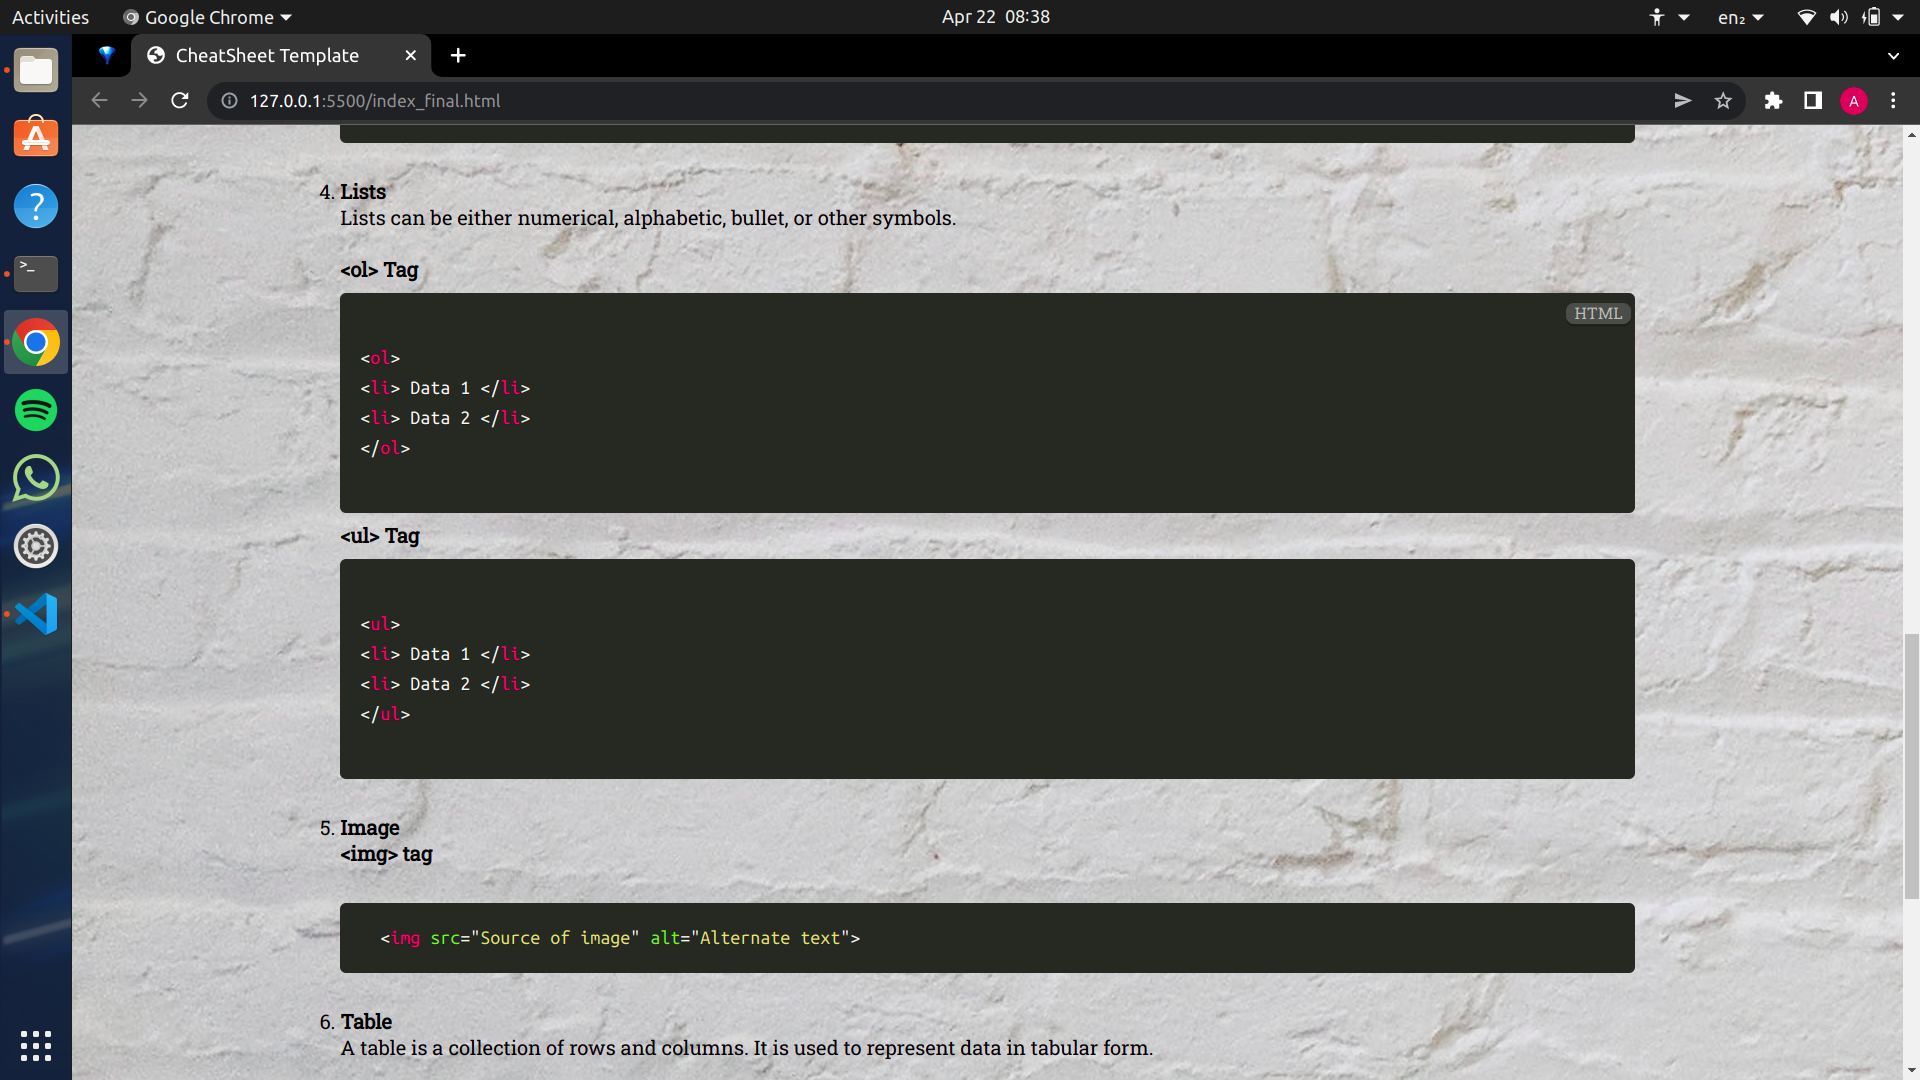 Activities
Google Chrome
Apr 22 08:38
en₂
CheatSheet Template
127.0.0.1:5500/index_final.html
A
4. Lists
Lists can be either numerical, alphabetic, bullet, or other symbols.
<ol> Tag
HTML
<ol>
<li> Data 1 </li>
<li> Data 2 </li>
</ol>
<ul> Tag
<ul>
<li> Data 1 </li>
<li> Data 2 </li>
</ul>
5. Image
<img> tag
<img src="Source of image" alt="Alternate text">
6. Table
A table is a collection of rows and columns. It is used to represent data in tabular form.